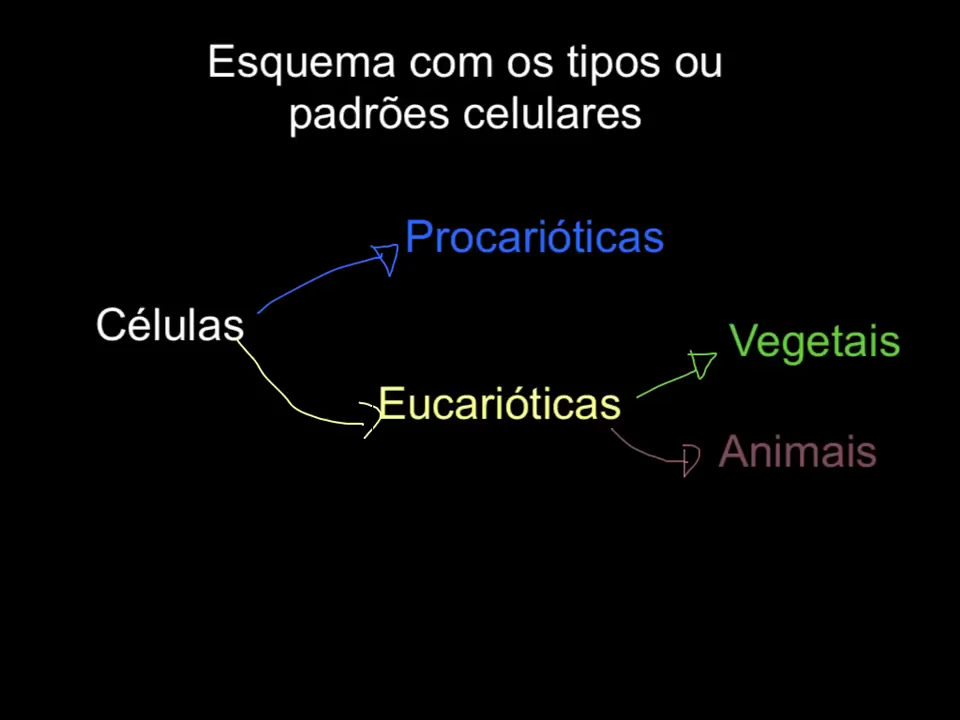 Esquema com os tipos ou
padrões celulares
Procarióticas
Células
Vegetais
Eucarióticas
Animais